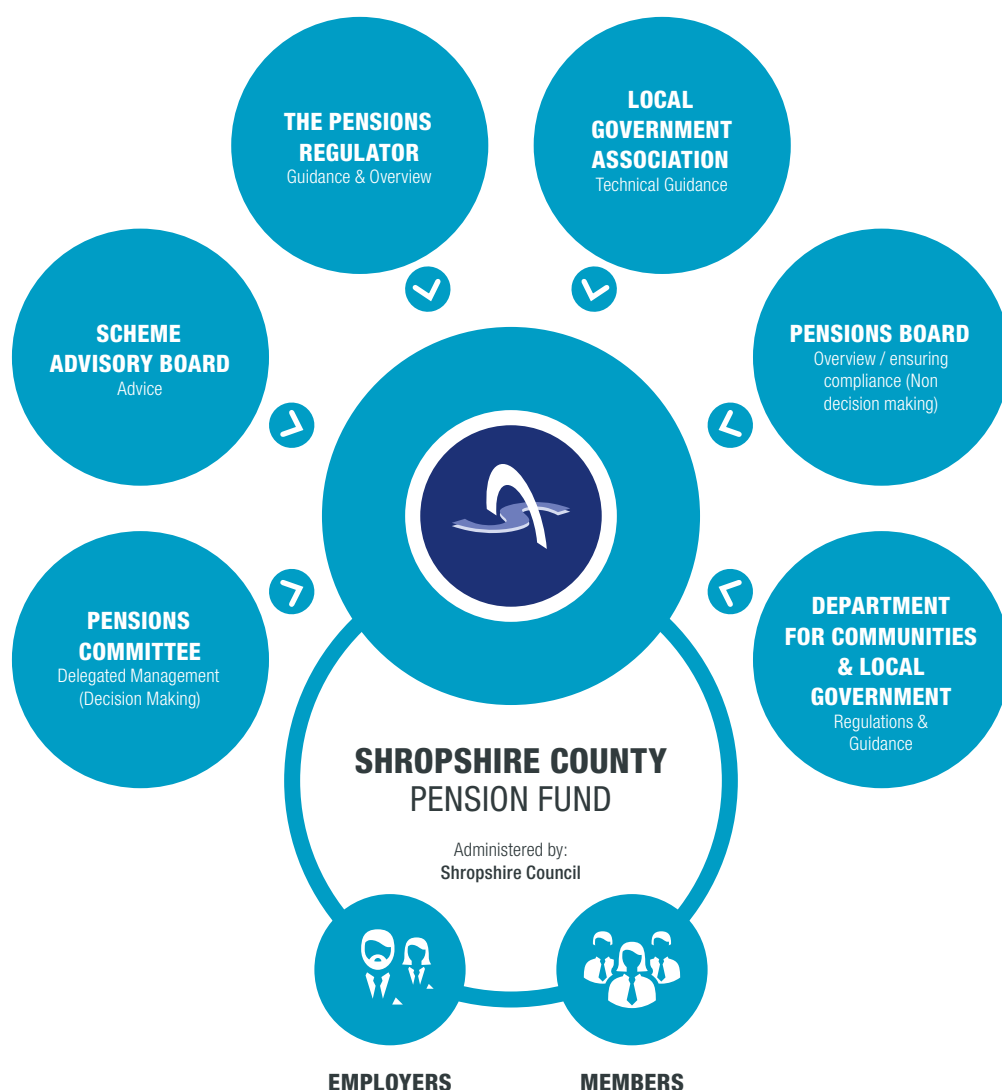 THE PENSIONS
REGULATOR
Guidance & Overview
LOCAL
GOVERNMENT
ASSOCIATION
Technical Guidance
SCHEME
ADVISORY BOARD
Advice
PENSIONS BOARD
Overview / ensuring
compliance (Non
decision making)
PENSIONS
COMMITTEE
Delegated Management
(Decision Making)
DEPARTMENT
FOR COMMUNITIES
& LOCAL
GOVERNMENT
Regulations &
Guidance
SHROPSHIRE COUNTY
PENSION FUND
Administered by:
Shropshire Council
EMPLOYERS
MEMBERS